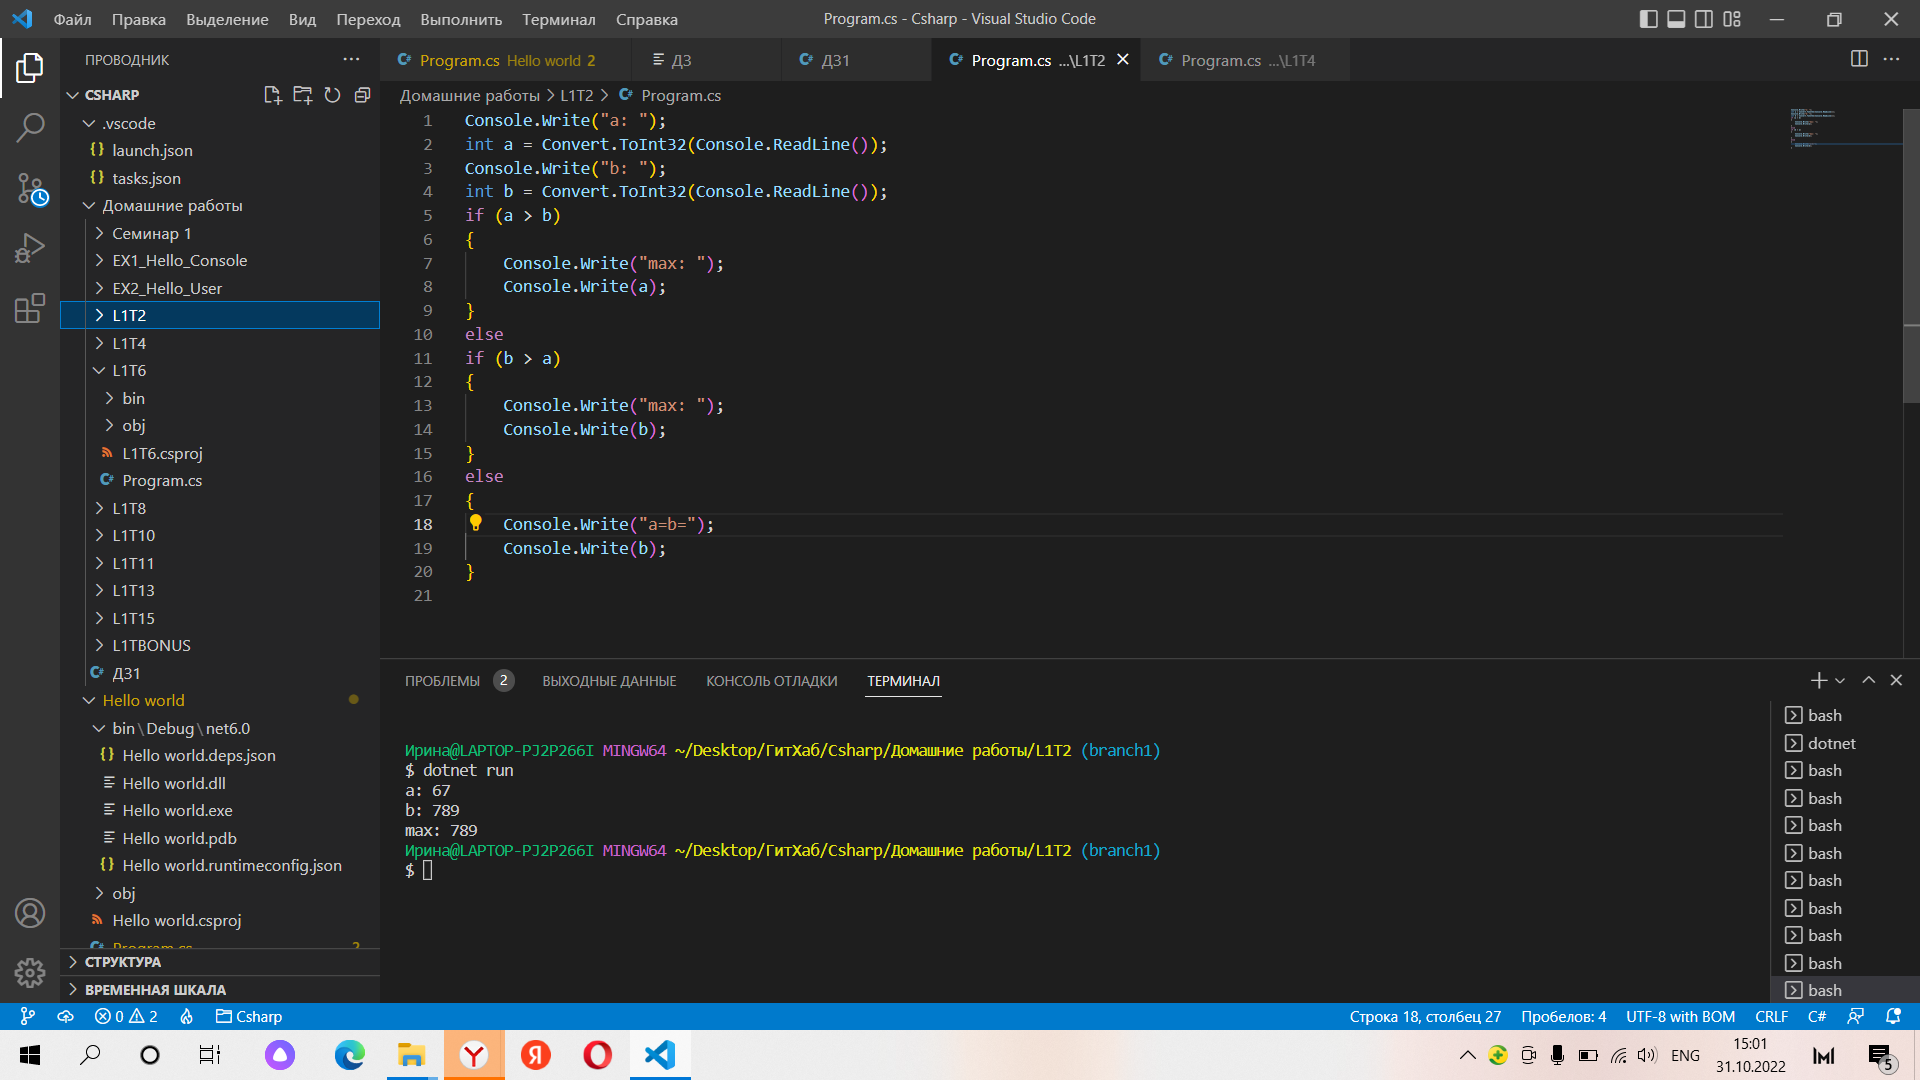 Файл Правка Выделение Вид Переход Выполнить Терминал Справка
Program.cs - Csharp - Visual Studio Code
ПРОВОДНИК
CSHARP
.vscode
launch.json
tasks.json
Домашние работы
Семинар 1
EX1_Hello_Console
EX2_Hello_User
L1T2
L1T4
L1T6
bin
obj
L1T6.csproj
Program.cs
L1T8
L1T10
L1T11
L1T13
L1T15
L1TBONUS
ДЗ1
Hello world
bin\Debug\net6.0
Hello world.deps.json
Hello world.dll
Hello world.exe
Hello world.pdb
Hello world.runtimeconfig.json
obj
Hello world.csproj
Program.cs 2
СТРУКТУРА
ВРЕМЕННАЯ ШКАЛА
Program.cs Hello world 2
ДЗ
ДЗ1
Program.cs ...\L1T2
Program.cs ...\L1T4
Домашние работы > L1T2 > Program.cs
1 Console.Write("a: ");
2 int a = Convert.ToInt32(Console.ReadLine());
3 Console.Write("b: ");
4 int b = Convert.ToInt32(Console.ReadLine());
5 if (a > b)
6 {
7 Console.Write("max: ");
8 Console.Write(a);
9 }
10 else
11 if (b > a)
12 {
13 Console.Write("max: ");
14 Console.Write(b);
15 }
16 else
17 {
18 Console.Write("a=b=");
19 Console.Write(b);
20 }
21
ПРОБЛЕМЫ 2 ВЫХОДНЫЕ ДАННЫЕ КОНСОЛЬ ОТЛАДКИ ТЕРМИНАЛ
Ирина@LAPTOP-PJ2P266I MINGW64 ~/Desktop/ГитХаб/Csharp/Домашние работы/L1T2 (branch1)
$ dotnet run
a: 67
b: 789
max: 789
Ирина@LAPTOP-PJ2P266I MINGW64 ~/Desktop/ГитХаб/Csharp/Домашние работы/L1T2 (branch1)
$
bash
dotnet
bash
bash
bash
bash
bash
bash
bash
bash
bash
0 2 Csharp
Строка 18, столбец 27 Пробелов: 4 UTF-8 with BOM CRLF C#
ENG
15:01
31.10.2022
5